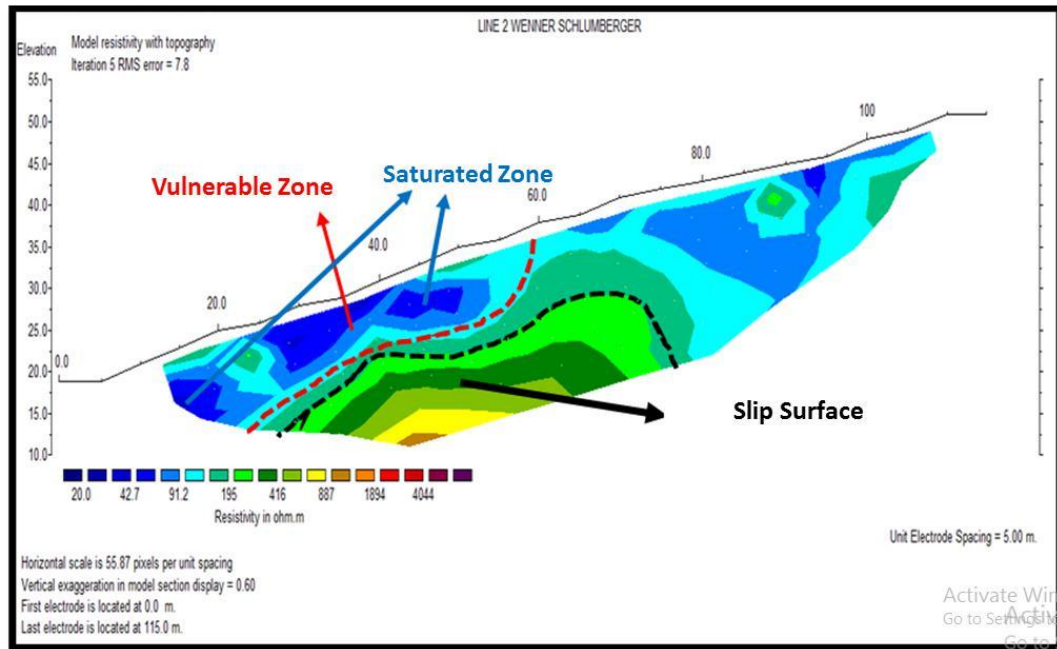 LINE 2 WENNER SCHLUMBERGER
Model resistivity with topography
Elevation
Iteration 5 RMS error = 7.8
55.0
50.0
45.0
40.0
35.0
30.0
25.0
20.0
15.0
10.0
0.0
20.0
40.0
60.0
80.0
100
Vulnerable Zone
Saturated Zone
Slip Surface
20.0 42.7 91.2 195 416 887 1894 4044
Resistivity in ohm.m
Unit Electrode Spacing = 5.00 m.
Horizontal scale is 55.87 pixels per unit spacing
Vertical exaggeration in model section display = 0.60
First electrode is located at 0.0 m.
Last electrode is located at 115.0 m.
Activate Win
Go to Settings
Go to